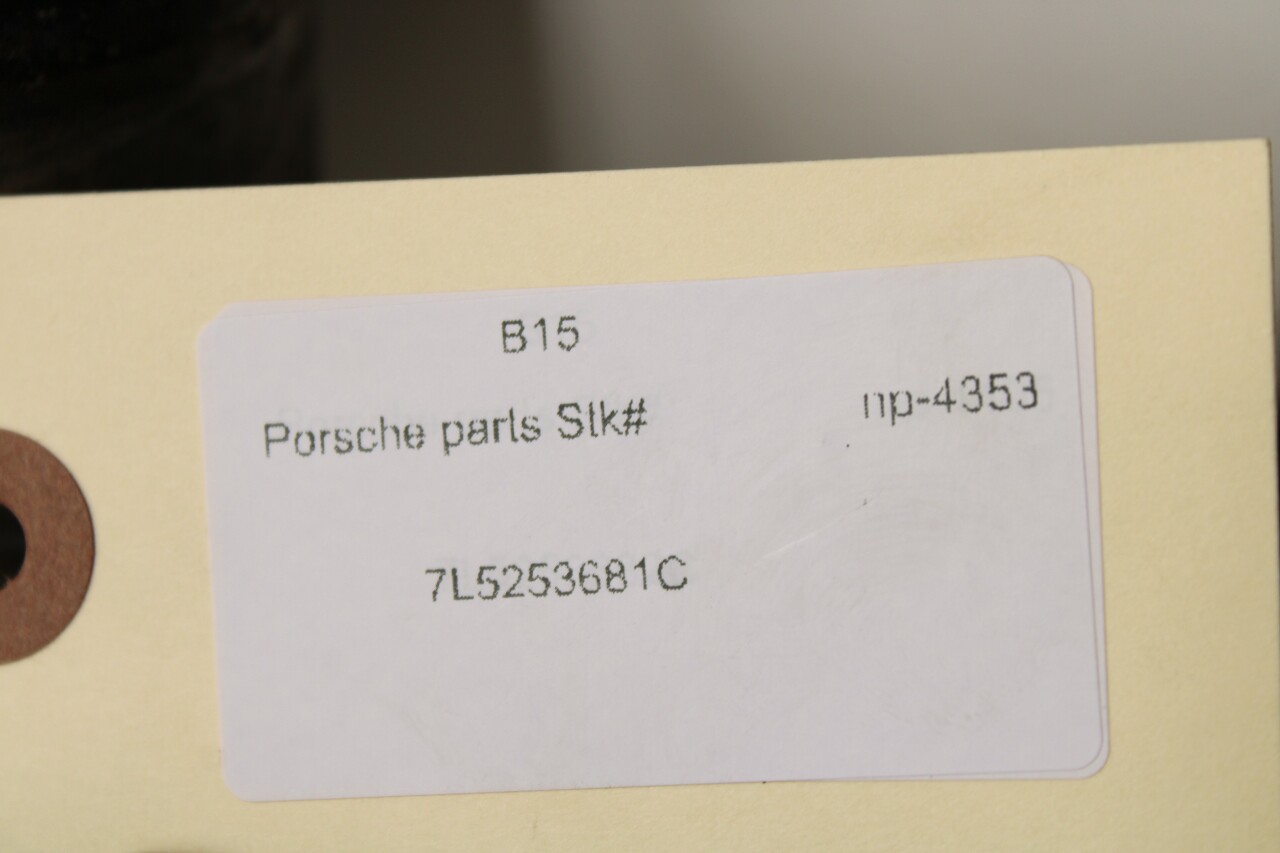 B15
Porsche parts Stk# np-4353
7L5253681C